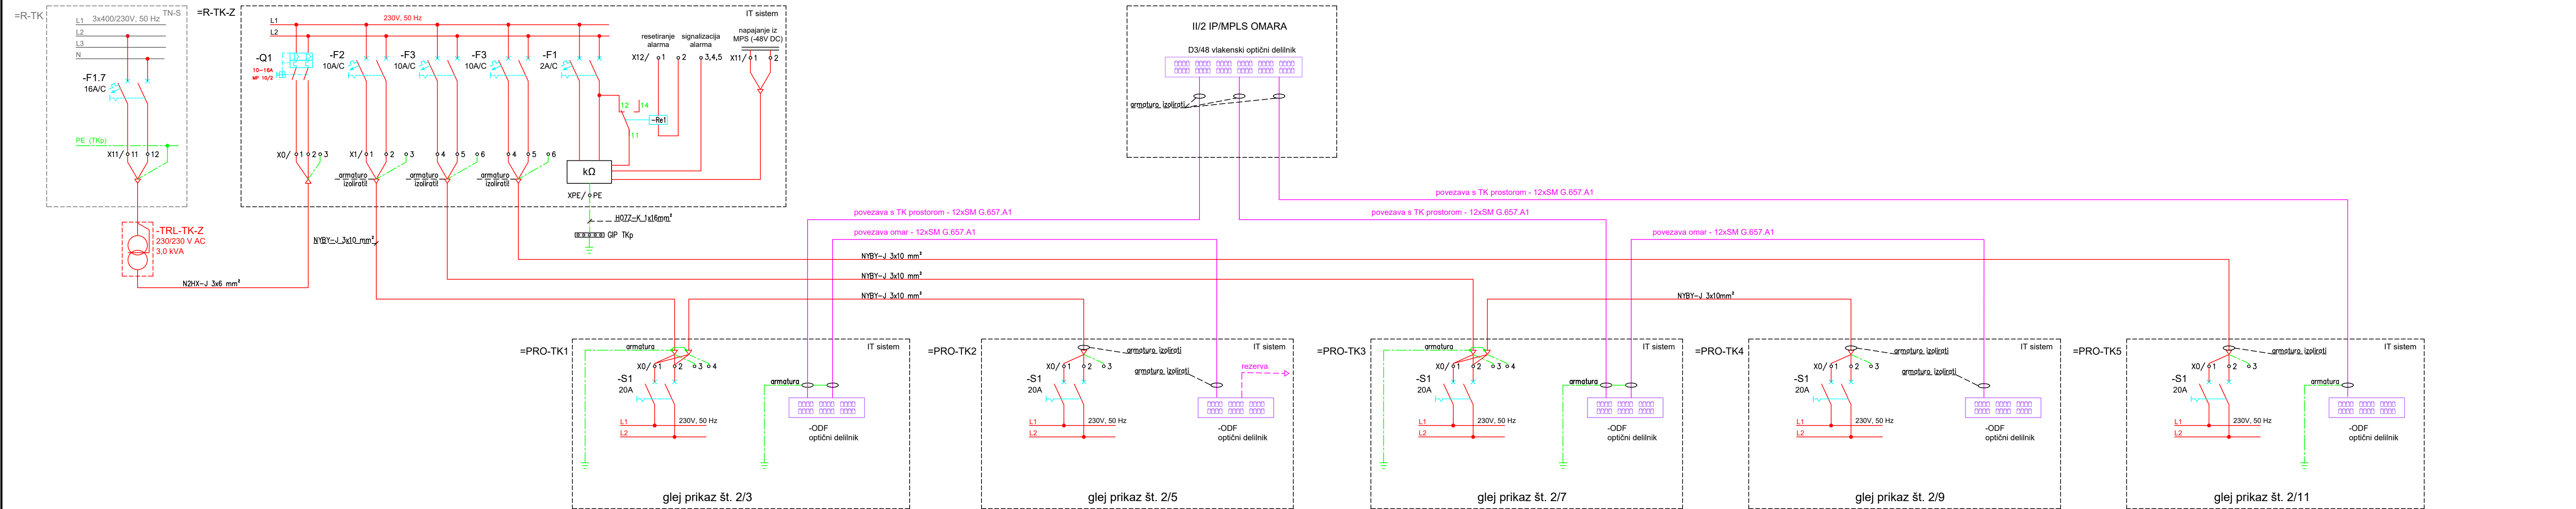 =R-TK
TN-S
L1
3x400/230V, 50 Hz
L2
L3
N
-F1.7
16A/C
PE (TKp)
X11/ 11 12
-TRL-TK-Z
230/230 V AC
3,0 kVA
N2HX-J 3x6 mm²
=R-TK-Z
IT sistem
L1
230V, 50 Hz
L2
-Q1
10-16A
MF 10/2
-F2
10A/C
-F3
10A/C
-F3
10A/C
-F1
2A/C
resetiranje
alarma
signalizacija
alarma
napajanje iz
MPS (-48V DC)
X12/ 1 2 3,4,5
X11/ 1 2
12 14
-Re1
11
X0/ 1 2 3
X1/ 1 2 3
4 5 6
4 5 6
armaturo
izolirati!
armaturo
izolirati!
armaturo
izolirati!
kΩ
XPE/ PE
H07Z-K 1x16mm²
GIP TKp
NYBY-J 3x10 mm²
II/2 IP/MPLS OMARA
D3/48 vlakenski optični delilnik
armaturo izolirati
povezava s TK prostorom - 12xSM G.657.A1
povezava s TK prostorom - 12xSM G.657.A1
povezava s TK prostorom - 12xSM G.657.A1
povezava omar - 12xSM G.657.A1
povezava omar - 12xSM G.657.A1
NYBY-J 3x10 mm²
NYBY-J 3x10 mm²
NYBY-J 3x10 mm²
NYBY-J 3x10mm²
=PRO-TK1
armatura
IT sistem
X0/ 1 2 3 4
-S1
20A
armatura
L1
230V, 50 Hz
L2
-ODF
optični delilnik
glej prikaz št. 2/3
=PRO-TK2
IT sistem
armaturo izolirati
X0/ 1 2 3
armaturo izolirati
rezerva
-S1
20A
L1
230V, 50 Hz
L2
-ODF
optični delilnik
glej prikaz št. 2/5
=PRO-TK3
armatura
IT sistem
X0/ 1 2 3 4
-S1
20A
armatura
L1
230V, 50 Hz
L2
-ODF
optični delilnik
glej prikaz št. 2/7
=PRO-TK4
IT sistem
armaturo izolirati
X0/ 1 2 3
armaturo izolirati
-S1
20A
L1
230V, 50 Hz
L2
-ODF
optični delilnik
glej prikaz št. 2/9
=PRO-TK5
IT sistem
armaturo izolirati
X0/ 1 2 3
-S1
20A
armatura
L1
230V, 50 Hz
L2
-ODF
optični delilnik
glej prikaz št. 2/11